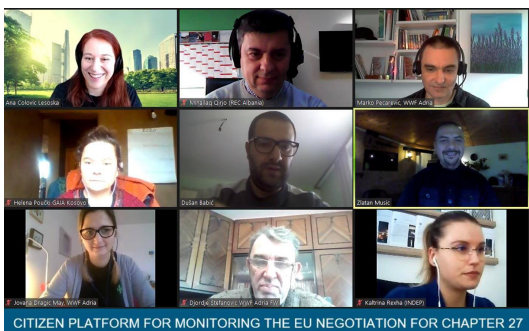 Ana Colovic Lesoska
Mihallaq Qirjo (REC Albania)
Marko Pecarevic, WWF Adria
Helena Poučki GAIA Kosovo
Dušan Babić
Zlatan Music
Jovana Dragic May, WWF Adria
Djordje Stefanovic WWF Adria
Kaltrina Rexha (INDEP)
CITIZEN PLATFORM FOR MONITORING THE EU NEGOTIATION FOR CHAPTER 27